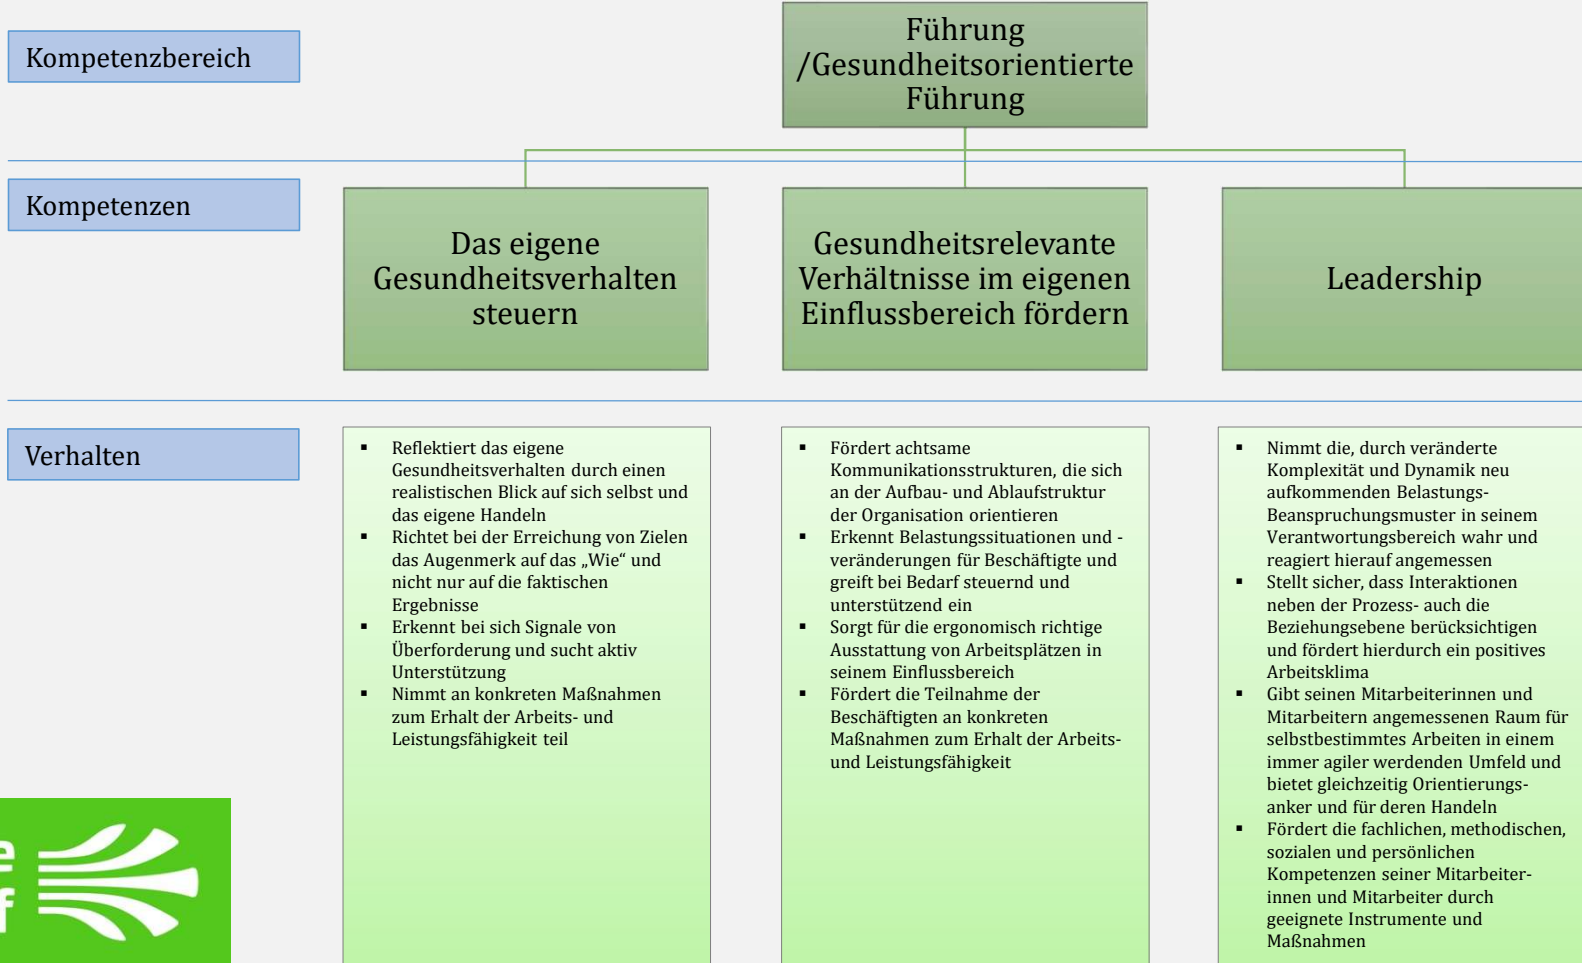 Kompetenzbereich
Führung
/Gesundheitsorientierte
Führung
Kompetenzen
Das eigene
Gesundheitsverhalten
steuern
Gesundheitsrelevante
Verhältnisse im eigenen
Einflussbereich fördern
Leadership
Verhalten
▪ Reflektiert das eigene
Gesundheitsverhalten durch einen
realistischen Blick auf sich selbst und
das eigene Handeln
▪ Richtet bei der Erreichung von Zielen
das Augenmerk auf das „Wie“ und
nicht nur auf die faktischen
Ergebnisse
▪ Erkennt bei sich Signale von
Überforderung und sucht aktiv
Unterstützung
▪ Nimmt an konkreten Maßnahmen
zum Erhalt der Arbeits- und
Leistungsfähigkeit teil
▪ Fördert achtsame
Kommunikationsstrukturen, die sich
an der Aufbau- und Ablaufstruktur
der Organisation orientieren
▪ Erkennt Belastungssituationen und -
veränderungen für Beschäftigte und
greift bei Bedarf steuernd und
unterstützend ein
▪ Sorgt für die ergonomisch richtige
Ausstattung von Arbeitsplätzen in
seinem Einflussbereich
▪ Fördert die Teilnahme der
Beschäftigten an konkreten
Maßnahmen zum Erhalt der Arbeits-
und Leistungsfähigkeit
▪ Nimmt die, durch veränderte
Komplexität und Dynamik neu
aufkommenden Belastungs-
Beanspruchungsmuster in seinem
Verantwortungsbereich wahr und
reagiert hierauf angemessen
▪ Stellt sicher, dass Interaktionen
neben der Prozess- auch die
Beziehungsebene berücksichtigen
und fördert hierdurch ein positives
Arbeitsklima
▪ Gibt seinen Mitarbeiterinnen und
Mitarbeitern angemessenen Raum für
selbstbestimmtes Arbeiten in einem
immer agiler werdenden Umfeld und
bietet gleichzeitig Orientierungs-
anker und für deren Handeln
▪ Fördert die fachlichen, methodischen,
sozialen und persönlichen
Kompetenzen seiner Mitarbeiter-
innen und Mitarbeiter durch
geeignete Instrumente und
Maßnahmen